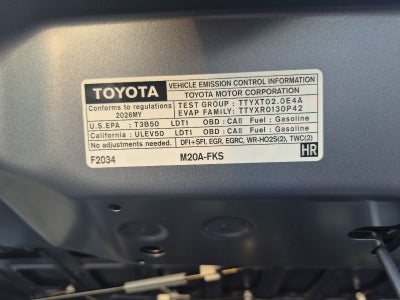 TOYOTA
VEHICLE EMISSION CONTROL INFORMATION
TOYOTA MOTOR CORPORATION
Conforms to regulations
2026MY
TEST GROUP : TTYXT02.0E4A
EVAP FAMILY: TTYXR0130P42
U.S.EPA : T3B50 LDT1 OBD : CAII Fuel : Gasoline
California : ULEV50 LDT1 OBD : CAII Fuel : Gasoline
No adjustments needed.
DFI+SFI, EGR, EGRC, WR-HO2S(2), TWC(2)
F2034 M20A-FKS HR